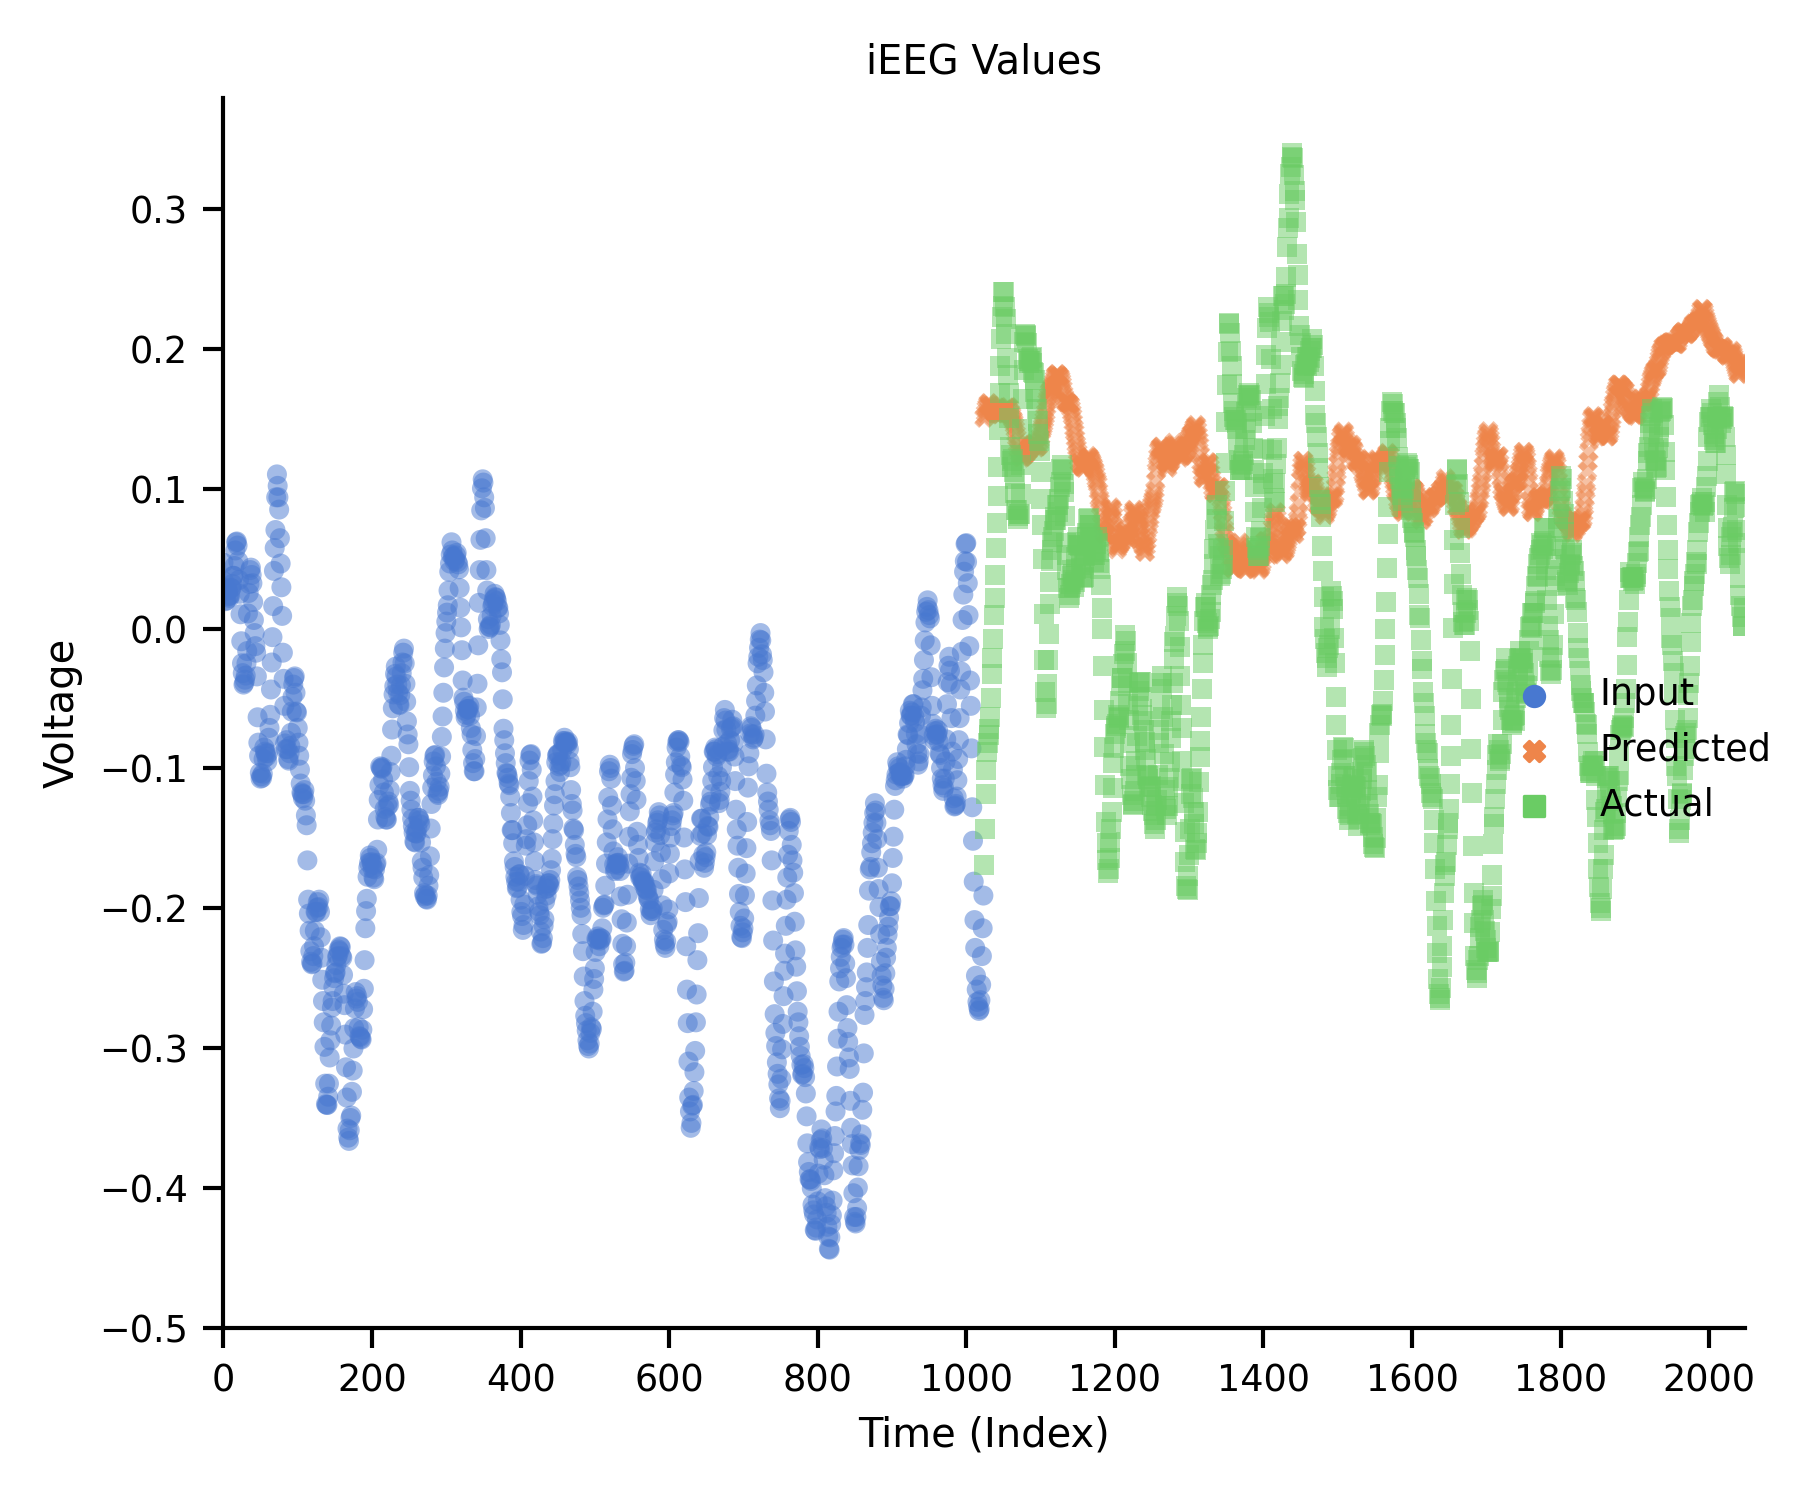 iEEG Values
Voltage
0.3
0.2
0.1
0.0
−0.1
−0.2
−0.3
−0.4
−0.5
0 200 400 600 800 1000 1200 1400 1600 1800 2000
Time (Index)
Input
Predicted
Actual